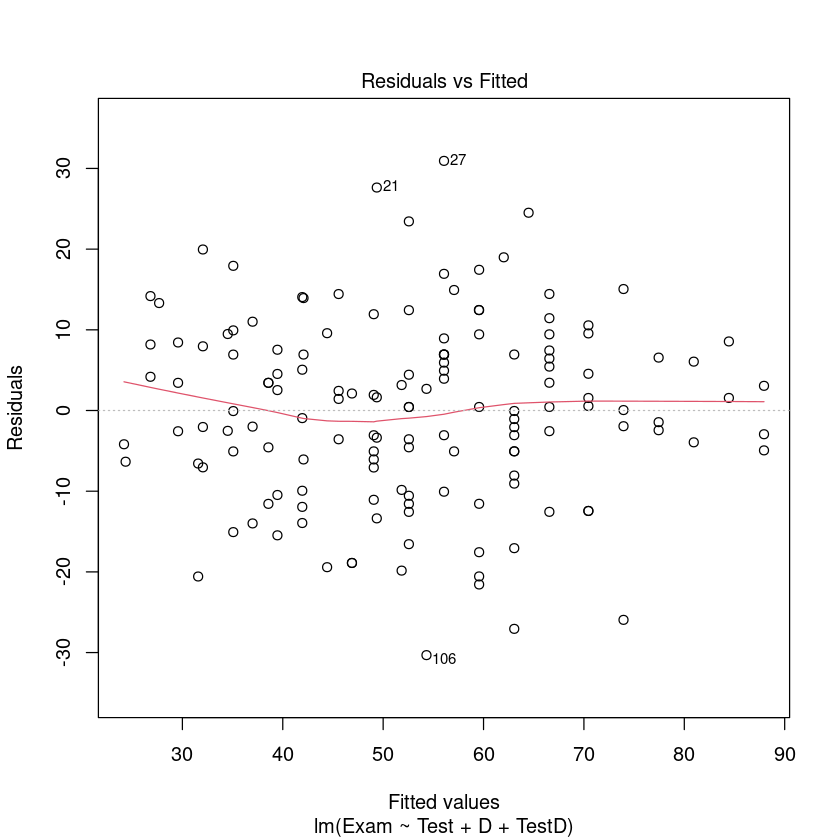 Residuals vs Fitted
Residuals
30
20
10
0
-10
-20
-30
27
21
106
30 40 50 60 70 80 90
Fitted values
lm(Exam ~ Test + D + TestD)